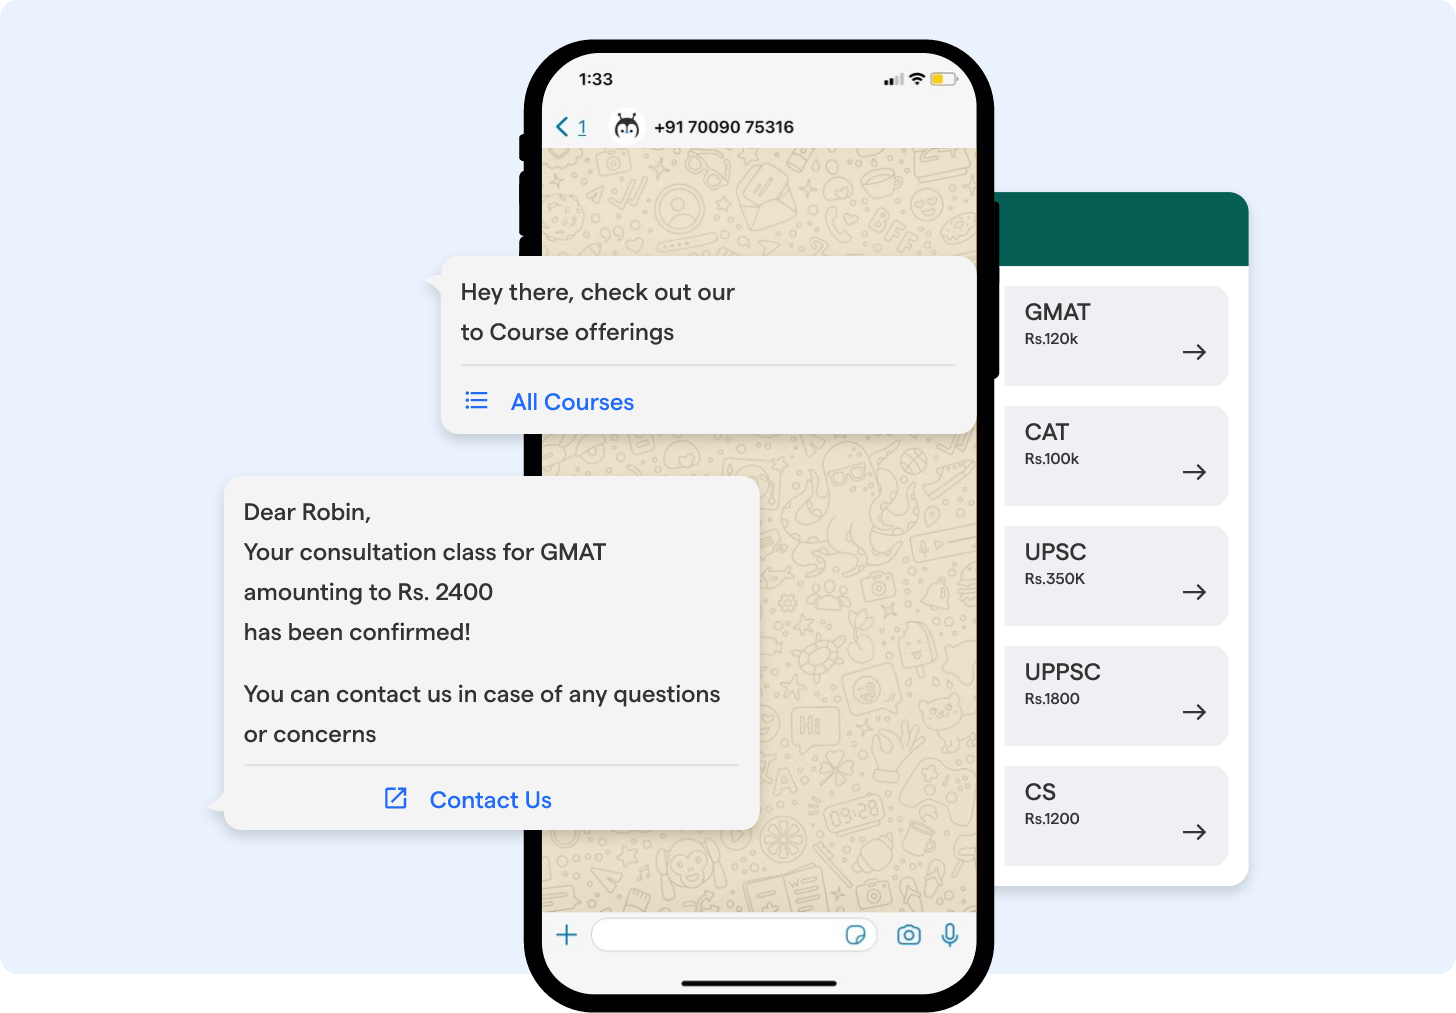 1:33
1
+91 70090 75316
Hey there, check out our
to Course offerings
All Courses
Dear Robin,
Your consultation class for GMAT
amounting to Rs. 2400
has been confirmed!
You can contact us in case of any questions
or concerns
Contact Us
GMAT
Rs.120k
CAT
Rs.100k
UPSC
Rs.350K
UPPSC
Rs.1800
CS
Rs.1200
Hi
09:28